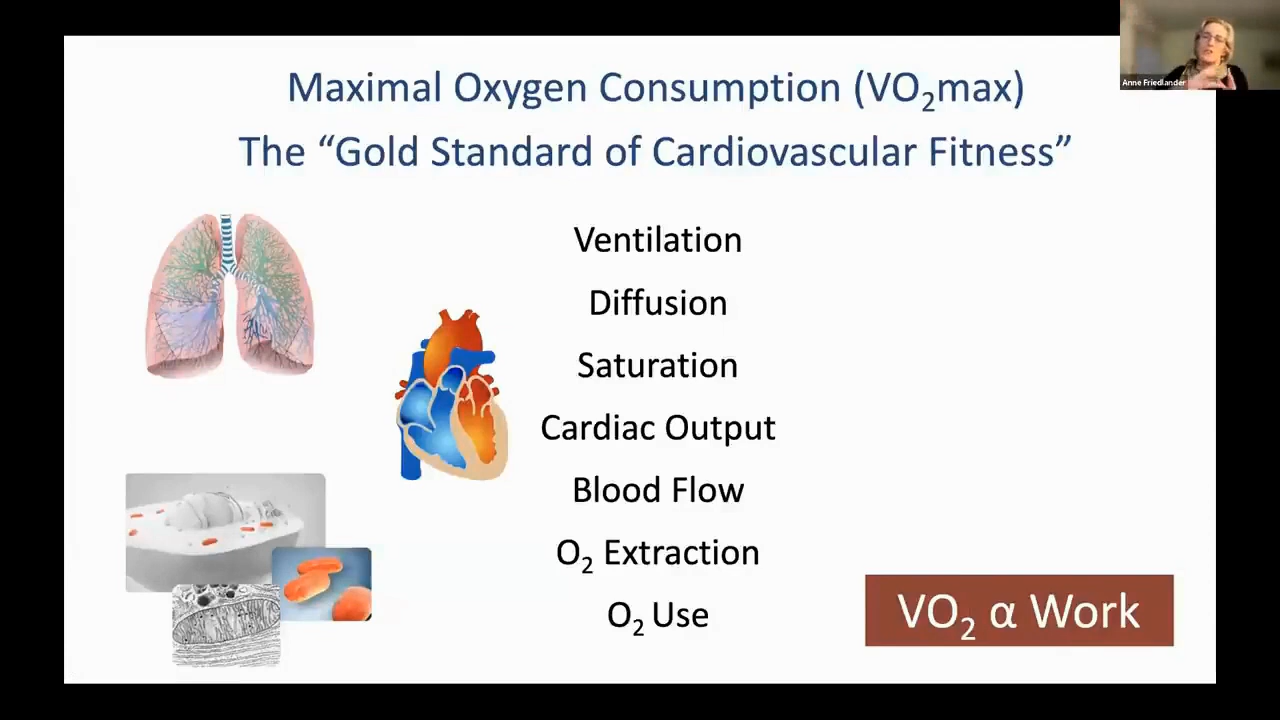 Maximal Oxygen Consumption (VO₂max)
The “Gold Standard of Cardiovascular Fitness”
Ventilation
Diffusion
Saturation
Cardiac Output
Blood Flow
O₂ Extraction
O₂ Use
VO₂ α Work
Anne Friedlander